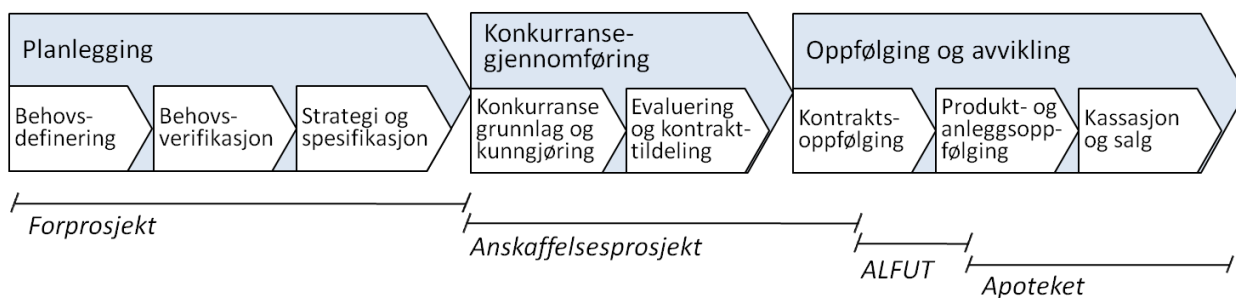 Planlegging
Behovs-
definering
Behovs-
verifikasjon
Strategi og
spesifikasjon
Konkurranse-
gjennomføring
Konkurranse
grunnlag og
kunngjøring
Evaluering
og kontrakt-
tildeling
Oppfølging og avvikling
Kontrakts-
oppfølging
Produkt- og
anleggsopp-
følging
Kassasjon
og salg
Forprosjekt
Anskaffelsesprosjekt
ALFUT
Apoteket